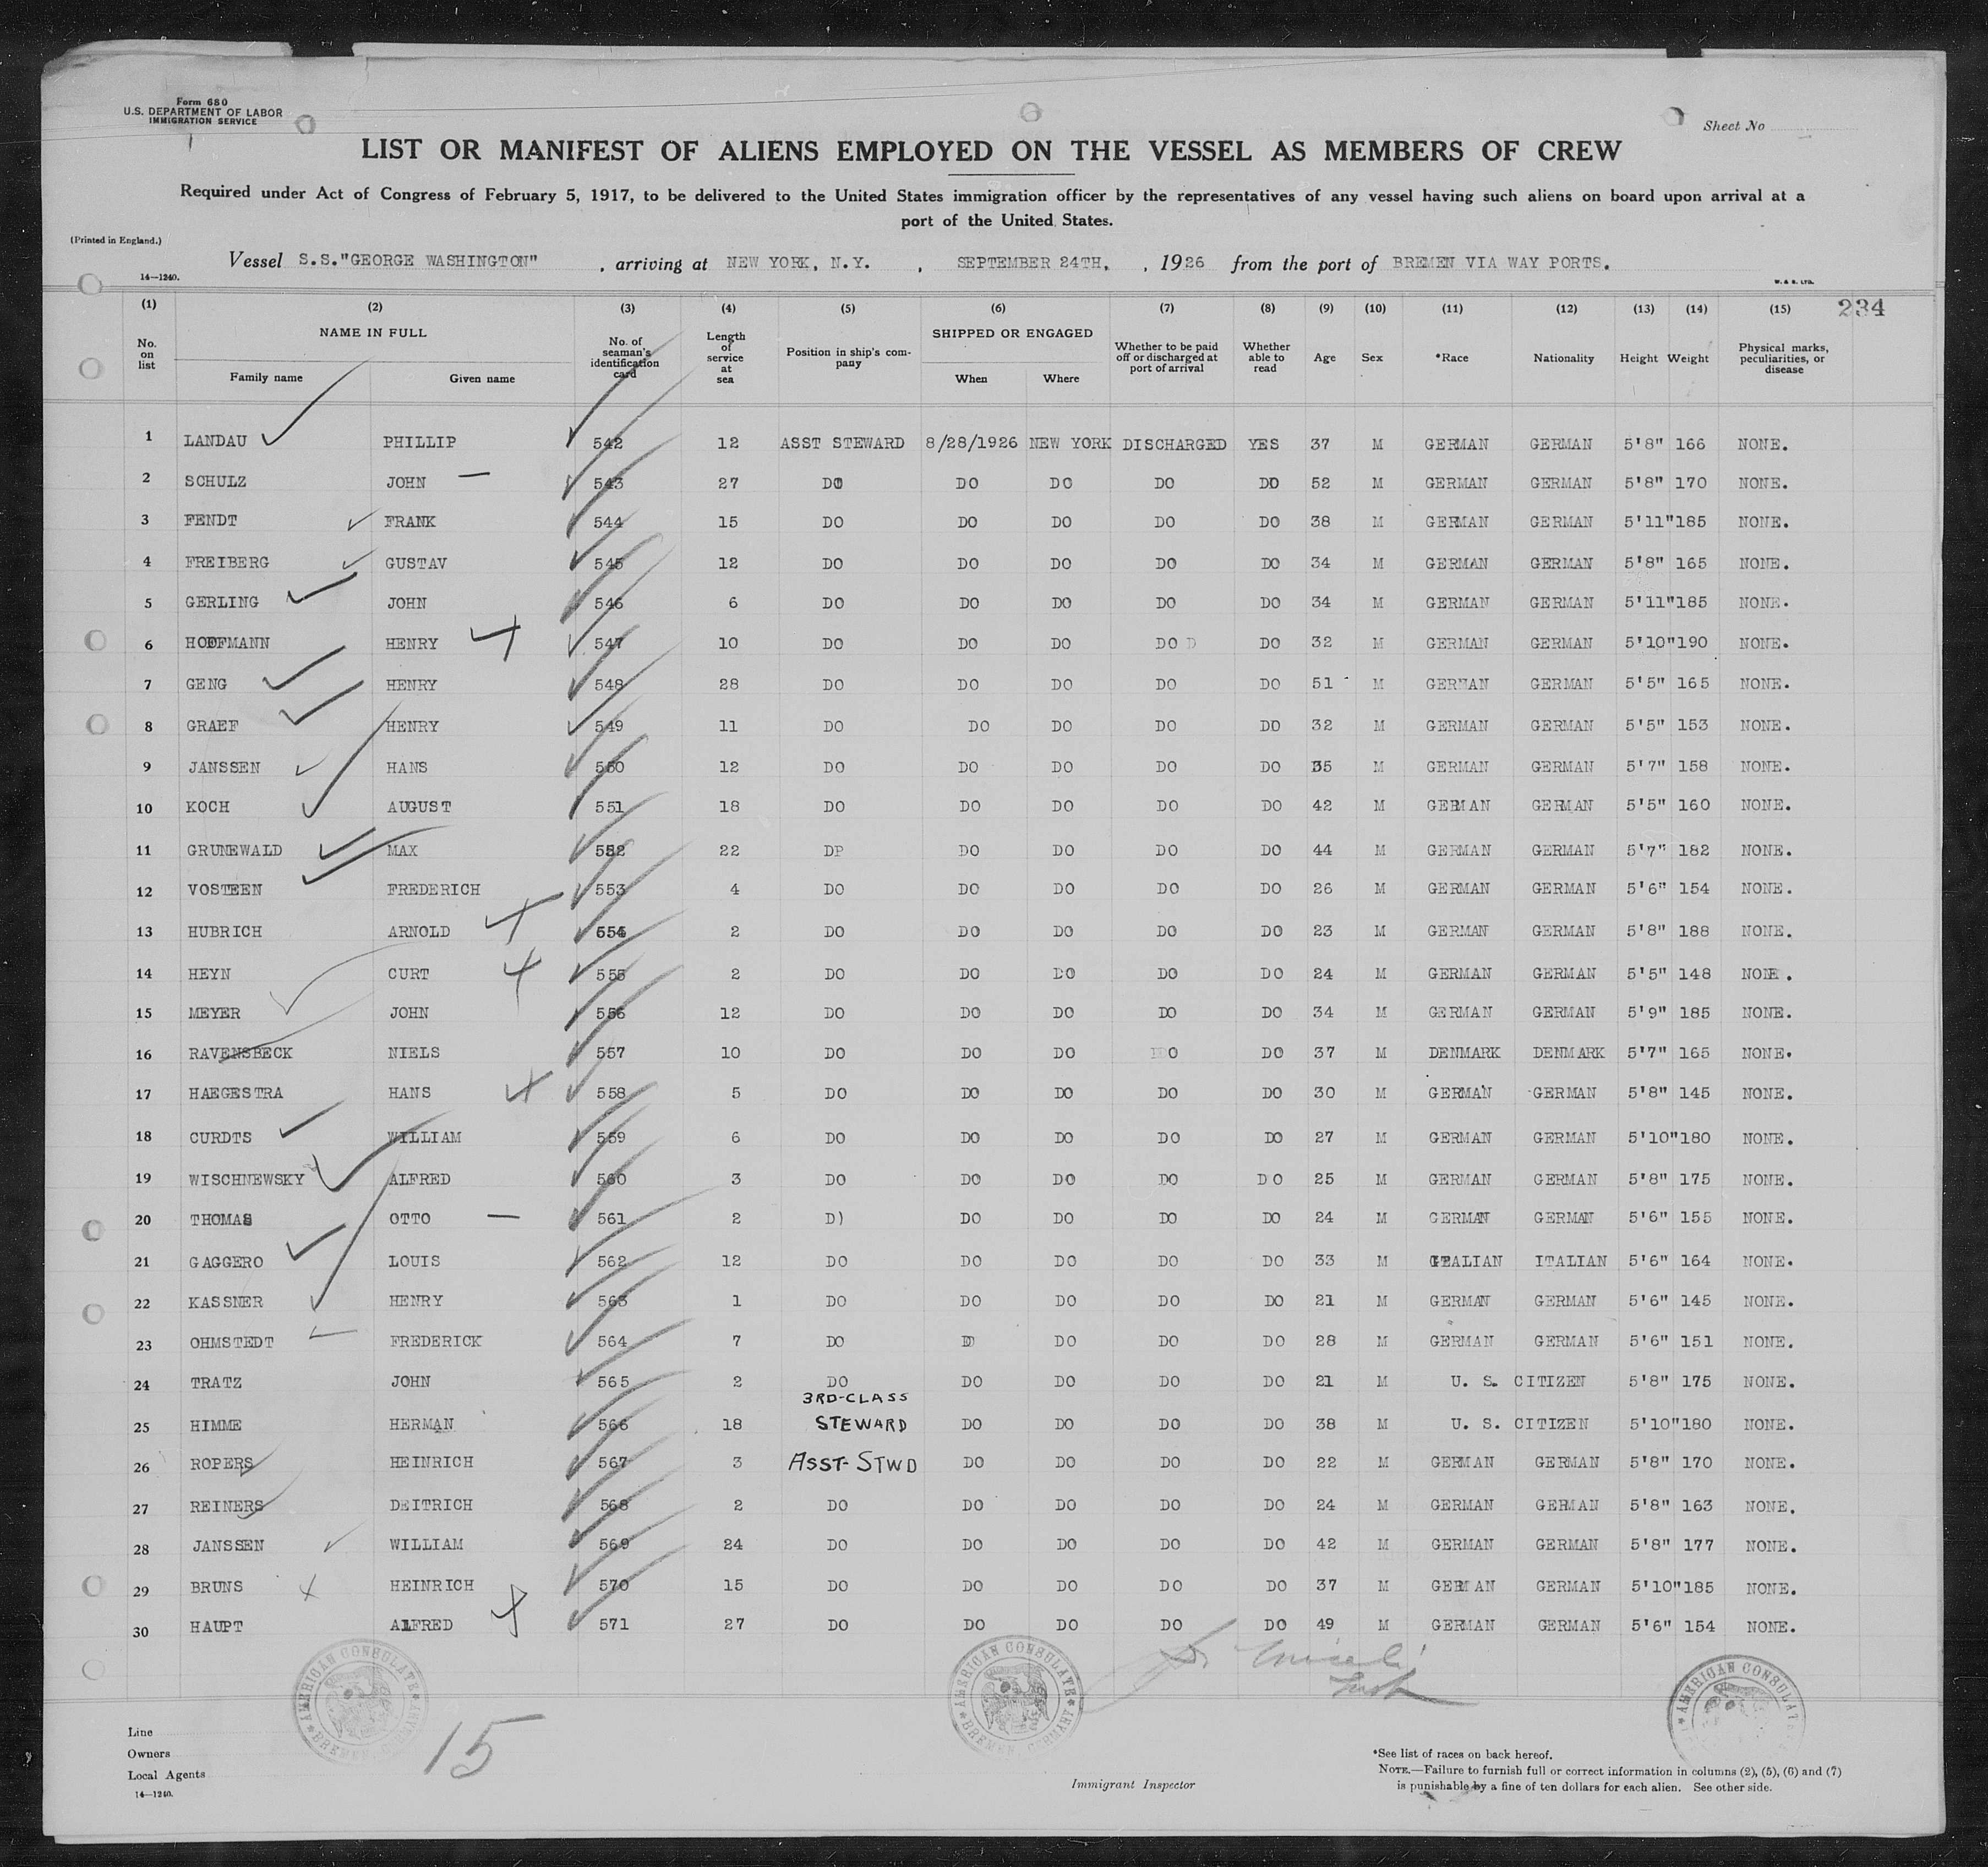 Form 680
U.S. DEPARTMENT OF LABOR
IMMIGRATION SERVICE
Sheet No
LIST OR MANIFEST OF ALIENS EMPLOYED ON THE VESSEL AS MEMBERS OF CREW
Required under Act of Congress of February 5, 1917, to be delivered to the United States immigration officer by the representatives of any vessel having such aliens on board upon arrival at a
port of the United States.
(Printed in England.)
Vessel S.S."GEORGE WASHINGTON" , arriving at NEW YORK, N.Y. , SEPTEMBER 24TH, , 1926 from the port of BREMEN VIA WAY PORTS.
14—1240.
W. & S. LTD.
234
(1) (2) (3) (4) (5) (6) (7) (8) (9) (10) (11) (12) (13) (14) (15)
No. on list NAME IN FULL Family name Given name No. of seaman's identification card Length of service at sea Position in ship's company SHIPPED OR ENGAGED When Where Whether to be paid off or discharged at port of arrival Whether able to read Age Sex *Race Nationality Height Weight Physical marks, peculiarities, or disease
1 LANDAU PHILLIP 542 12 ASST STEWARD 8/28/1926 NEW YORK DISCHARGED YES 37 M GERMAN GERMAN 5'8" 166 NONE.
2 SCHULZ JOHN 543 27 DO DO DO DO DO 52 M GERMAN GERMAN 5'8" 170 NONE.
3 FENDT FRANK 544 15 DO DO DO DO DO 38 M GERMAN GERMAN 5'11" 185 NONE.
4 FREIBERG GUSTAV 545 12 DO DO DO DO DO 34 M GERMAN GERMAN 5'8" 165 NONE.
5 GERLING JOHN 546 6 DO DO DO DO DO 34 M GERMAN GERMAN 5'11" 185 NONE.
6 HOFFMANN HENRY 547 10 DO DO DO DO D DO 32 M GERMAN GERMAN 5'10" 190 NONE.
7 GENG HENRY 548 28 DO DO DO DO DO 51 M GERMAN GERMAN 5'5" 165 NONE.
8 GRAEF HENRY 549 11 DO DO DO DO DO 32 M GERMAN GERMAN 5'5" 153 NONE.
9 JANSSEN HANS 550 12 DO DO DO DO DO 35 M GERMAN GERMAN 5'7" 158 NONE.
10 KOCH AUGUST 551 18 DO DO DO DO DO 42 M GERMAN GERMAN 5'5" 160 NONE.
11 GRUNEWALD MAX 552 22 DP DO DO DO DO 44 M GERMAN GERMAN 5'7" 182 NONE.
12 VOSTEEN FREDERICH 553 4 DO DO DO DO DO 26 M GERMAN GERMAN 5'6" 154 NONE.
13 HUBRICH ARNOLD 554 2 DO DO DO DO DO 23 M GERMAN GERMAN 5'8" 188 NONE.
14 HEYN CURT 555 2 DO DO DO DO DO 24 M GERMAN GERMAN 5'5" 148 NONE.
15 MEYER JOHN 556 12 DO DO DO DO DO 34 M GERMAN GERMAN 5'9" 185 NONE.
16 RAVENSBECK NIELS 557 10 DO DO DO DO DO 37 M DENMARK DENMARK 5'7" 165 NONE.
17 HAEGESTRA HANS 558 5 DO DO DO DO DO 30 M GERMAN GERMAN 5'8" 145 NONE.
18 CURDTS WILLIAM 559 6 DO DO DO DO DO 27 M GERMAN GERMAN 5'10" 180 NONE.
19 WISCHNEWSKY ALFRED 560 3 DO DO DO DO DO 25 M GERMAN GERMAN 5'8" 175 NONE.
20 THOMAS OTTO 561 2 D) DO DO DO DO 24 M GERMAN GERMAN 5'6" 155 NONE.
21 GAGGERO LOUIS 562 12 DO DO DO DO DO 33 M ITALIAN ITALIAN 5'6" 164 NONE.
22 KASSNER HENRY 563 1 DO DO DO DO DO 21 M GERMAN GERMAN 5'6" 145 NONE.
23 OHMSTEDT FREDERICK 564 7 DO DO DO DO DO 28 M GERMAN GERMAN 5'6" 151 NONE.
24 TRATZ JOHN 565 2 DO DO DO DO DO 21 M U. S. CITIZEN 5'8" 175 NONE.
25 HIMME HERMAN 566 18 3RD-CLASS STEWARD DO DO DO DO 38 M U. S. CITIZEN 5'10" 180 NONE.
26 ROPERS HEINRICH 567 3 ASST-STWD DO DO DO DO 22 M GERMAN GERMAN 5'8" 170 NONE.
27 REINERS DEITRICH 568 2 DO DO DO DO DO 24 M GERMAN GERMAN 5'8" 163 NONE.
28 JANSSEN WILLIAM 569 24 DO DO DO DO DO 42 M GERMAN GERMAN 5'8" 177 NONE.
29 BRUNS HEINRICH 570 15 DO DO DO DO DO 37 M GERMAN GERMAN 5'10" 185 NONE.
30 HAUPT ALFRED 571 27 DO DO DO DO DO 49 M GERMAN GERMAN 5'6" 154 NONE.
AMERICAN CONSULATE BREMEN, GERMANY
AMERICAN CONSULATE BREMEN, GERMANY
AMERICAN CONSULATE
15
Line
Owners
Local Agents
14—1240.
Immigrant Inspector
*See list of races on back hereof.
NOTE.—Failure to furnish full or correct information in columns (2), (5), (6) and (7)
is punishable by a fine of ten dollars for each alien. See other side.